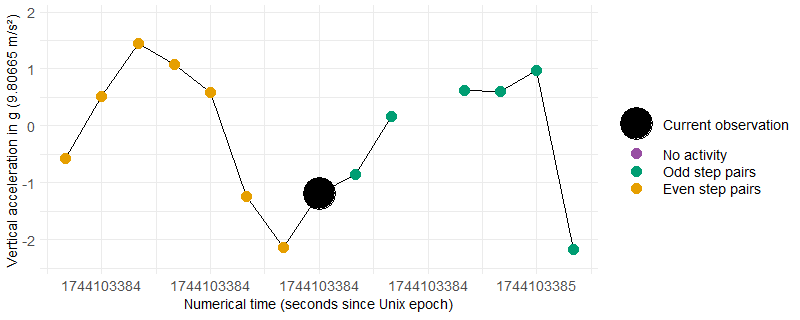 Vertical acceleration in g (9.80665 m/s²)
2
1
0
-1
-2
1744103384
1744103384
1744103384
1744103384
1744103385
Numerical time (seconds since Unix epoch)
Current observation
No activity
Odd step pairs
Even step pairs